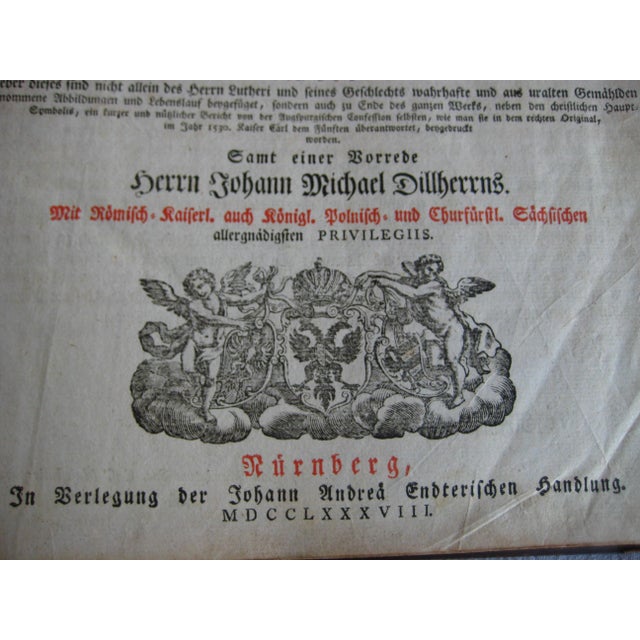 dieses sind nicht allein des Herrn Lutheri und seines Geschlechts wahrhafte und aus uralten Gemählden
nommene Abbildungen und Lebenslauf beygefüget, sondern auch zu Ende des ganzen Werks, neben den christlichen Haupt-
Symbolis, ein kurzer und nützlicher Bericht von der Augspurgischen Confession selbsten, wie man sie in dem rechten Original,
im Jahr 1530. Kaiser Carl dem Fünften überantwortet, beygedruckt
worden.
Samt einer Vorrede
Herrn Johann Michael Dillherrns.
Mit Römisch-Kaiserl. auch Königl. Polnisch- und Churfürstl. Sächsischen
allergnädigsten PRIVILEGIIS.
Nürnberg,
In Verlegung der Johann Andreä Endterischen Handlung.
MDCCLXXXVIII.